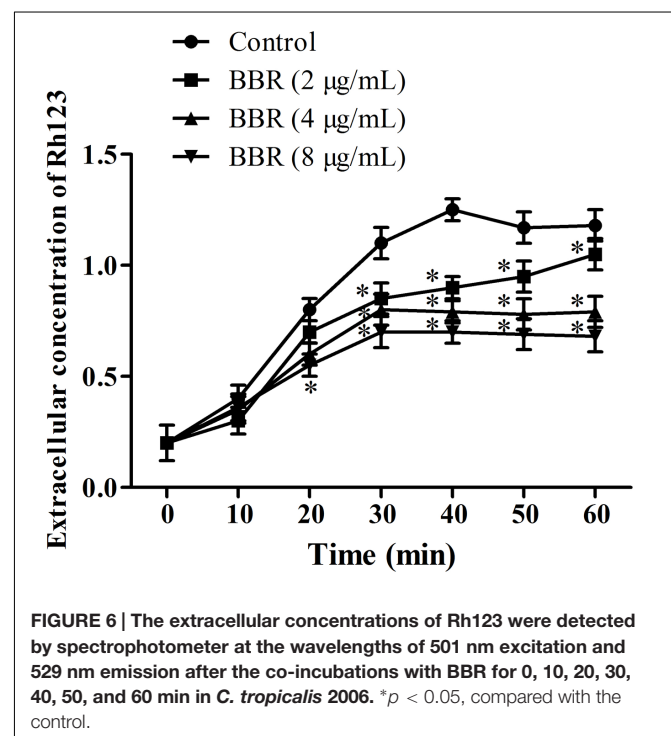 Control
BBR (2 μg/mL)
BBR (4 μg/mL)
BBR (8 μg/mL)
Extracellular concentration of Rh123
1.5
1.0
0.5
0.0
*
*
*
*
*
*
*
*
*
*
*
*
*
0 10 20 30 40 50 60
Time (min)
FIGURE 6 | The extracellular concentrations of Rh123 were detected
by spectrophotometer at the wavelengths of 501 nm excitation and
529 nm emission after the co-incubations with BBR for 0, 10, 20, 30,
40, 50, and 60 min in C. tropicalis 2006. *p < 0.05, compared with the
control.